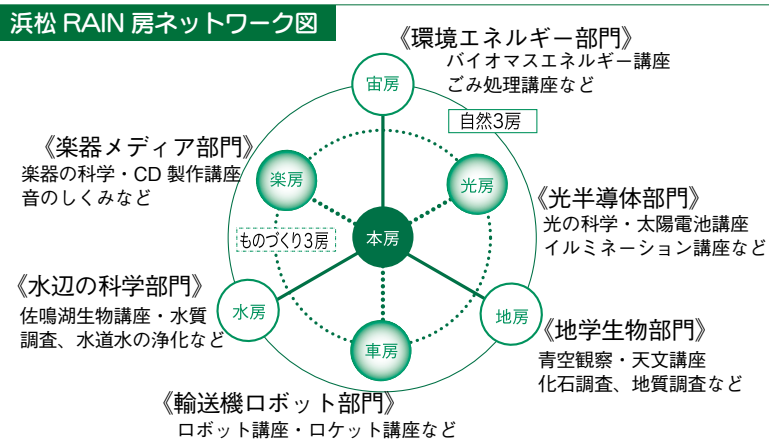 浜松 RAIN 房ネットワーク図
《環境エネルギー部門》
バイオマスエネルギー講座
ごみ処理講座など
宙房
自然3房
《楽器メディア部門》
楽器の科学・CD 製作講座
音のしくみなど
楽房
光房
《光半導体部門》
光の科学・太陽電池講座
イルミネーション講座など
本房
ものづくり3房
《水辺の科学部門》
佐鳴湖生物講座・水質
調査、水道水の浄化など
水房
地房
《地学生物部門》
青空観察・天文講座
化石調査、地質調査など
車房
《輸送機ロボット部門》
ロボット講座・ロケット講座など